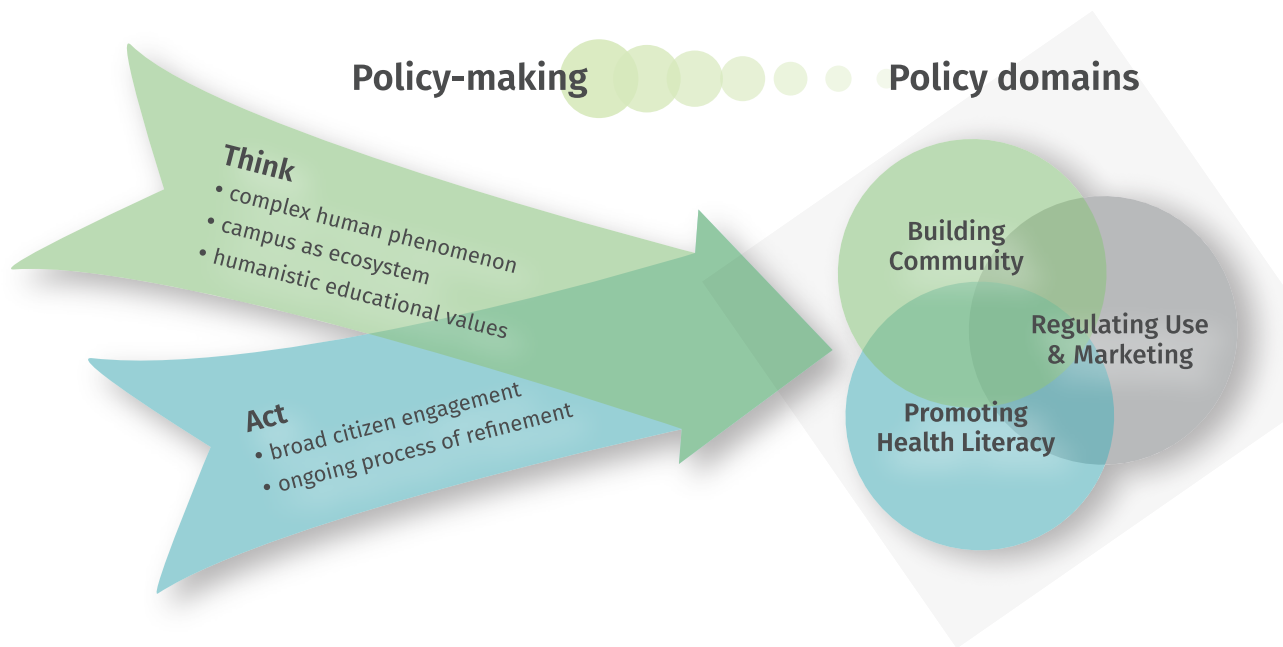 Policy-making
Policy domains
Think
• complex human phenomenon
• campus as ecosystem
• humanistic educational values
Act
• broad citizen engagement
• ongoing process of refinement
Building
Community
Regulating Use
& Marketing
Promoting
Health Literacy